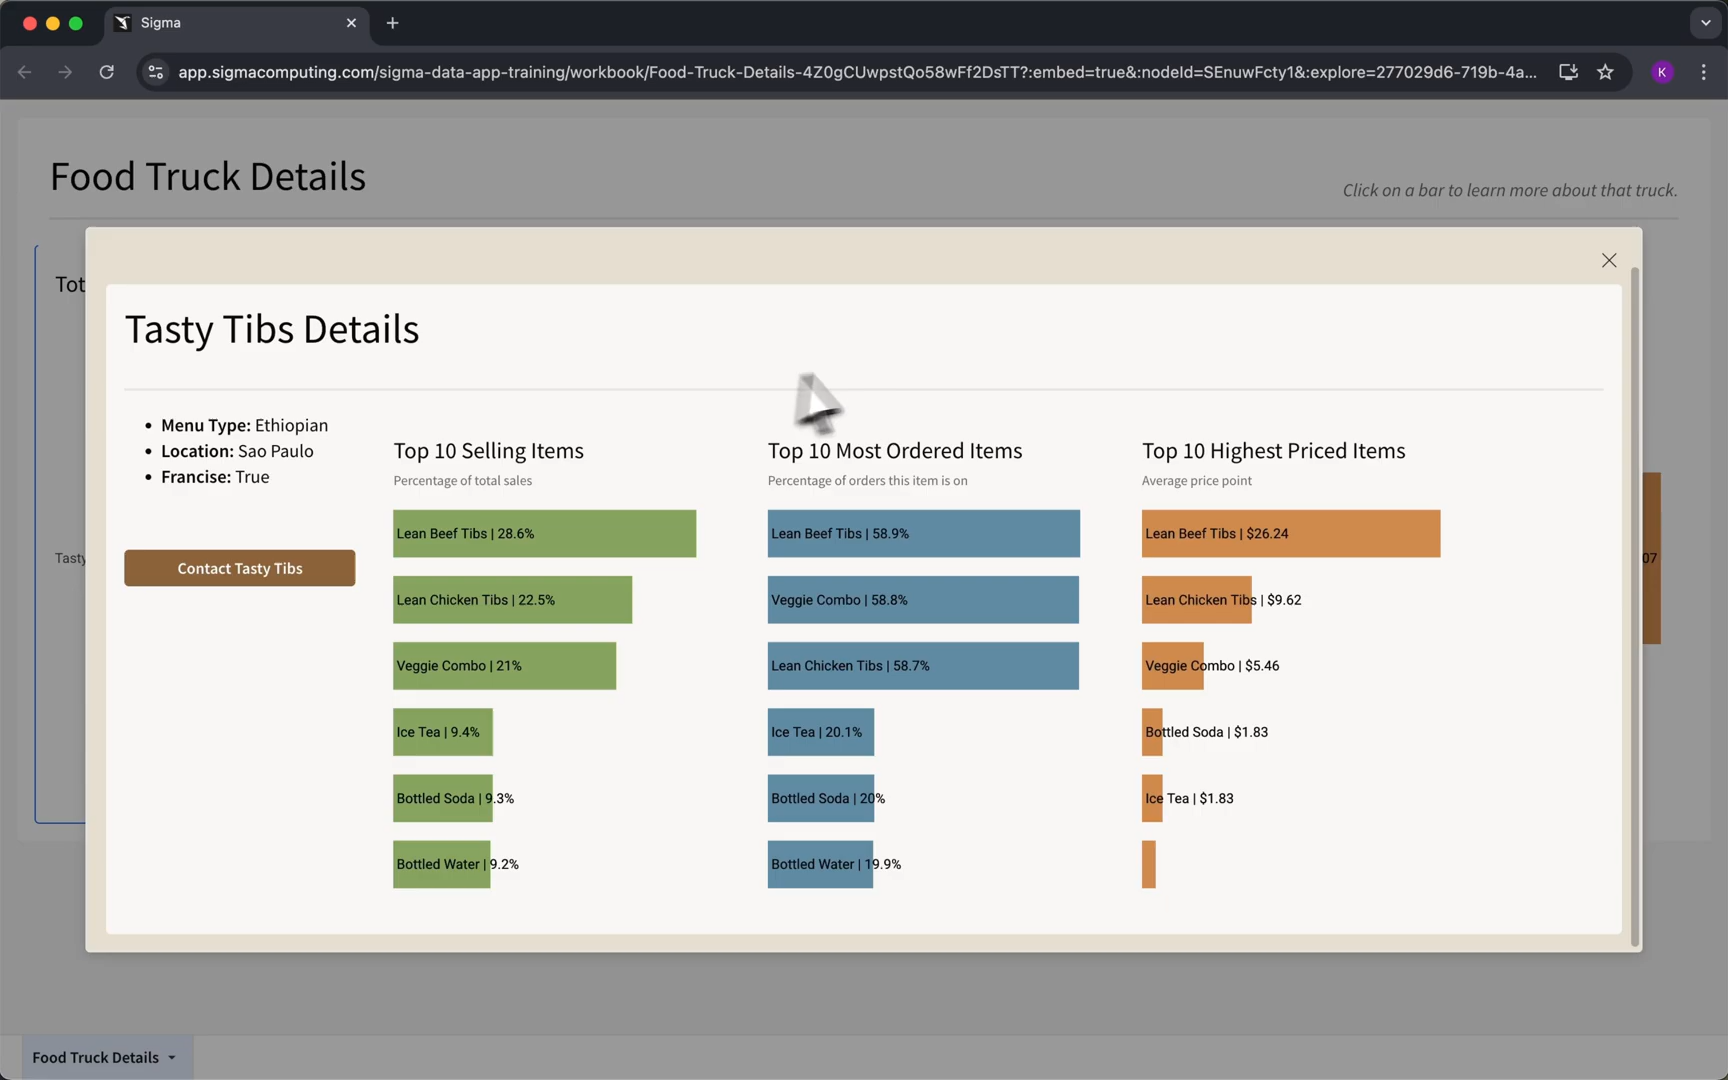 Sigma
app.sigmacomputing.com/sigma-data-app-training/workbook/Food-Truck-Details-4Z0gCUwpstQo58wFf2DsTT?:embed=true&:nodeId=SEnuwFcty1&:explore=277029d6-719b-4a...
K
Food Truck Details
Click on a bar to learn more about that truck.
Tot
Tasty Tibs Details
• Menu Type: Ethiopian
• Location: Sao Paulo
• Francise: True
Contact Tasty Tibs
Tasty
07
Top 10 Selling Items
Percentage of total sales
Lean Beef Tibs | 28.6%
Lean Chicken Tibs | 22.5%
Veggie Combo | 21%
Ice Tea | 9.4%
Bottled Soda | 9.3%
Bottled Water | 9.2%
Top 10 Most Ordered Items
Percentage of orders this item is on
Lean Beef Tibs | 58.9%
Veggie Combo | 58.8%
Lean Chicken Tibs | 58.7%
Ice Tea | 20.1%
Bottled Soda | 20%
Bottled Water | 19.9%
Top 10 Highest Priced Items
Average price point
Lean Beef Tibs | $26.24
Lean Chicken Tibs | $9.62
Veggie Combo | $5.46
Bottled Soda | $1.83
Ice Tea | $1.83
Food Truck Details